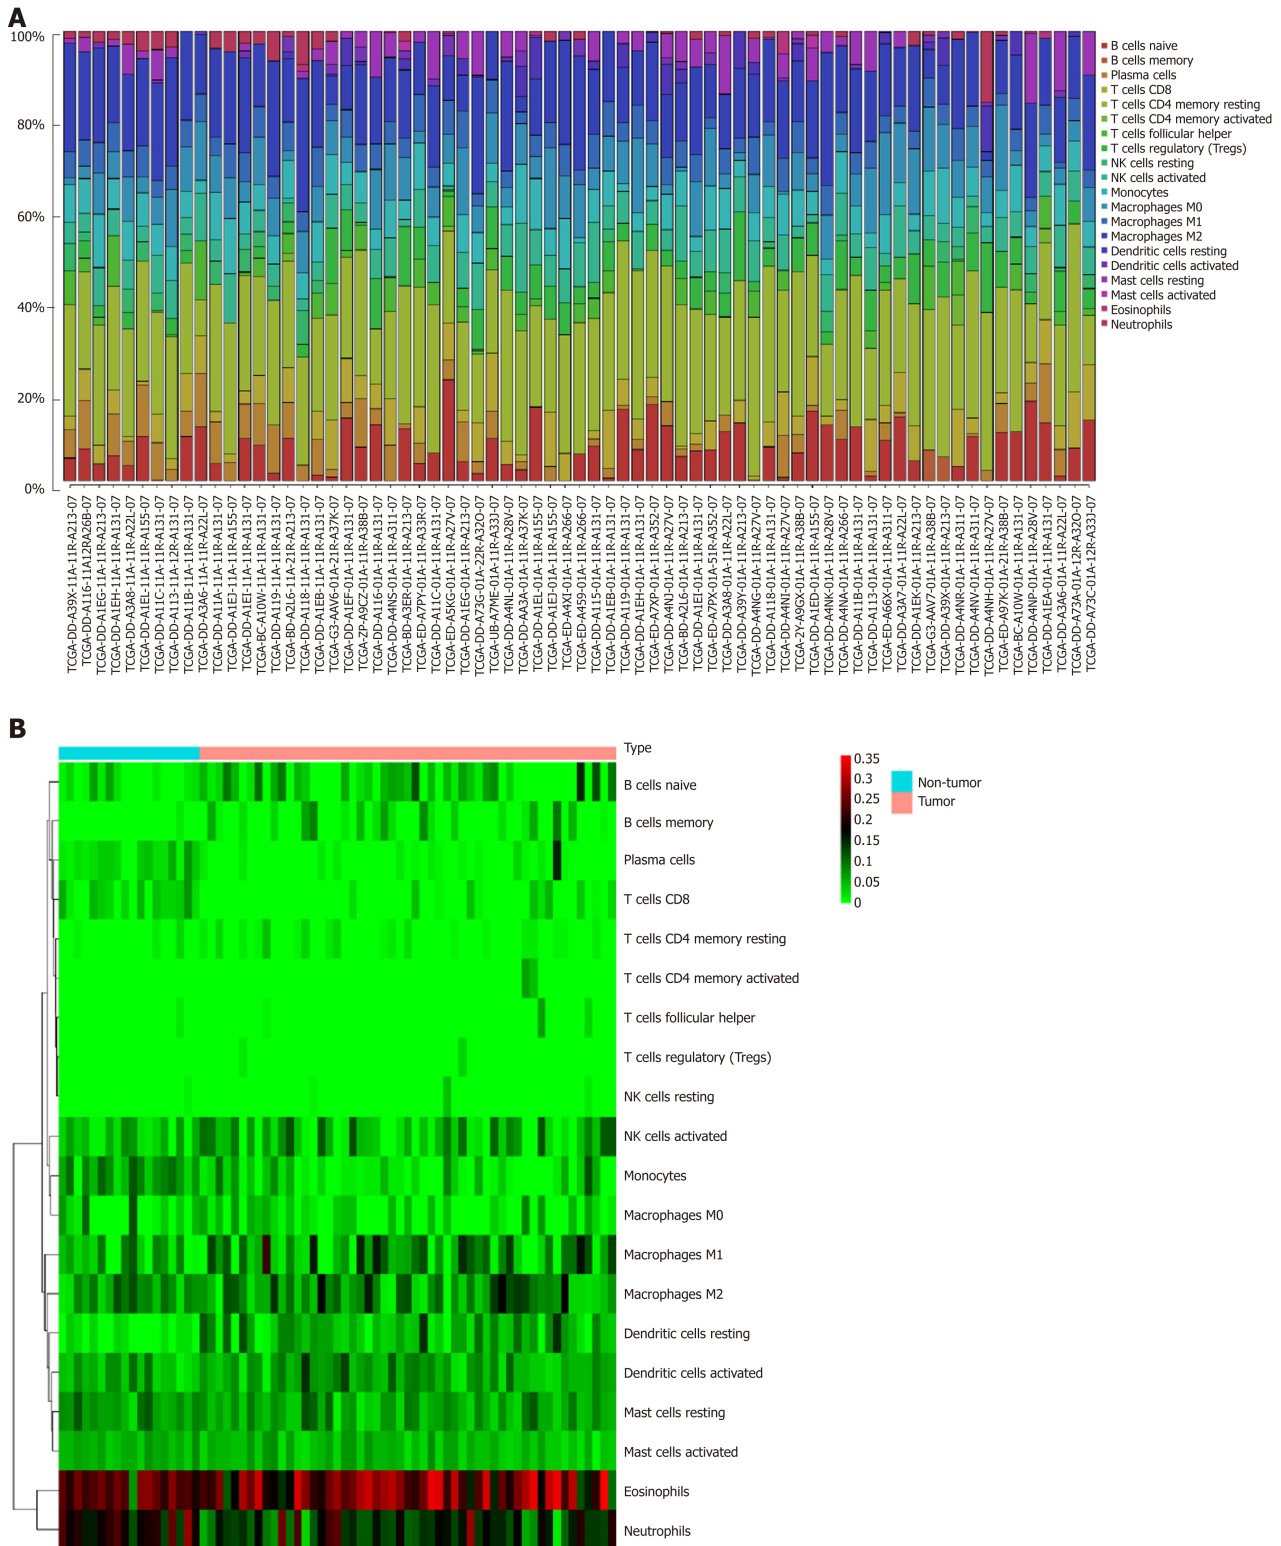 A
100%
80%
60%
40%
20%
0%
B cells naive
B cells memory
Plasma cells
T cells CD8
T cells CD4 memory resting
T cells CD4 memory activated
T cells follicular helper
T cells regulatory (Tregs)
NK cells resting
NK cells activated
Monocytes
Macrophages M0
Macrophages M1
Macrophages M2
Dendritic cells resting
Dendritic cells activated
Mast cells resting
Mast cells activated
Eosinophils
Neutrophils
TCGA-DD-A39X-11A-11R-A213-07
TCGA-DD-A116-11A12RA26B-07
TCGA-DD-A1EG-11A-11R-A213-07
TCGA-DD-A1EH-11A-11R-A131-07
TCGA-DD-A3A8-11A-11R-A22L-07
TCGA-DD-A1EL-11A-11R-A155-07
TCGA-DD-A11C-11A-11R-A131-07
TCGA-DD-A113-11A-12R-A131-07
TCGA-DD-A11B-11A-11R-A131-07
TCGA-DD-A3A6-11A-11R-A22L-07
TCGA-DD-A11A-11A-11R-A131-07
TCGA-DD-A1EJ-11A-11R-A155-07
TCGA-DD-A1EI-11A-11R-A131-07
TCGA-BC-A10W-11A-11R-A131-07
TCGA-DD-A119-11A-11R-A131-07
TCGA-BD-A2L6-11A-21R-A213-07
TCGA-DD-A118-11A-11R-A131-07
TCGA-DD-A1EB-11A-11R-A131-07
TCGA-G3-AAV6-01A-21R-A37K-07
TCGA-DD-A1EF-01A-11R-A131-07
TCGA-ZP-A9CZ-01A-11R-A38B-07
TCGA-DD-A116-01A-11R-A131-07
TCGA-DD-A4NS-01A-11R-A311-07
TCGA-BD-A3ER-01A-11R-A213-07
TCGA-ED-A7PY-01A-11R-A33R-07
TCGA-DD-A11C-01A-11R-A131-07
TCGA-ED-A5KG-01A-11R-A27V-07
TCGA-DD-A1EG-01A-11R-A213-07
TCGA-DD-A73G-01A-22R-A32O-07
TCGA-UB-A7ME-01A-11R-A33J-07
TCGA-DD-A4NL-01A-11R-A28V-07
TCGA-DD-AA3A-01A-11R-A37K-07
TCGA-DD-A1EL-01A-11R-A155-07
TCGA-DD-A1EJ-01A-11R-A155-07
TCGA-ED-A4XI-01A-11R-A266-07
TCGA-ED-A459-01A-11R-A266-07
TCGA-DD-A115-01A-11R-A131-07
TCGA-DD-A1EB-01A-11R-A131-07
TCGA-DD-A119-01A-11R-A131-07
TCGA-DD-A1EH-01A-11R-A131-07
TCGA-ED-A7XP-01A-11R-A352-07
TCGA-DD-A4NJ-01A-11R-A27V-07
TCGA-BD-A2L6-01A-11R-A213-07
TCGA-DD-A1EI-01A-11R-A131-07
TCGA-ED-A7PX-01A-51R-A352-07
TCGA-DD-A3A8-01A-11R-A22L-07
TCGA-DD-A39Y-01A-11R-A213-07
TCGA-DD-A4NG-01A-11R-A27V-07
TCGA-DD-A118-01A-11R-A131-07
TCGA-DD-A4NI-01A-11R-A27V-07
TCGA-2Y-A9GX-01A-11R-A38B-07
TCGA-DD-A1ED-01A-11R-A155-07
TCGA-DD-A4NK-01A-11R-A28V-07
TCGA-DD-A4NA-01A-11R-A266-07
TCGA-DD-A11B-01A-11R-A131-07
TCGA-DD-A113-01A-11R-A131-07
TCGA-ED-A66X-01A-11R-A311-07
TCGA-DD-A3A7-01A-11R-A22L-07
TCGA-DD-A1EK-01A-11R-A213-07
TCGA-G3-AAV7-01A-11R-A38B-07
TCGA-DD-A39X-01A-11R-A213-07
TCGA-DD-A4NR-01A-11R-A311-07
TCGA-DD-A4NV-01A-11R-A311-07
TCGA-DD-A4NH-01A-11R-A27V-07
TCGA-ED-A97K-01A-21R-A38B-07
TCGA-BC-A10W-01A-11R-A131-07
TCGA-DD-A4NP-01A-11R-A28V-07
TCGA-DD-A1EA-01A-11R-A131-07
TCGA-DD-A3A6-01A-11R-A22L-07
TCGA-DD-A73A-01A-12R-A32O-07
TCGA-DD-A73C-01A-12R-A33J-07
B
Type
B cells naive
B cells memory
Plasma cells
T cells CD8
T cells CD4 memory resting
T cells CD4 memory activated
T cells follicular helper
T cells regulatory (Tregs)
NK cells resting
NK cells activated
Monocytes
Macrophages M0
Macrophages M1
Macrophages M2
Dendritic cells resting
Dendritic cells activated
Mast cells resting
Mast cells activated
Eosinophils
Neutrophils
0.35
0.3
0.25
0.2
0.15
0.1
0.05
0
Non-tumor
Tumor